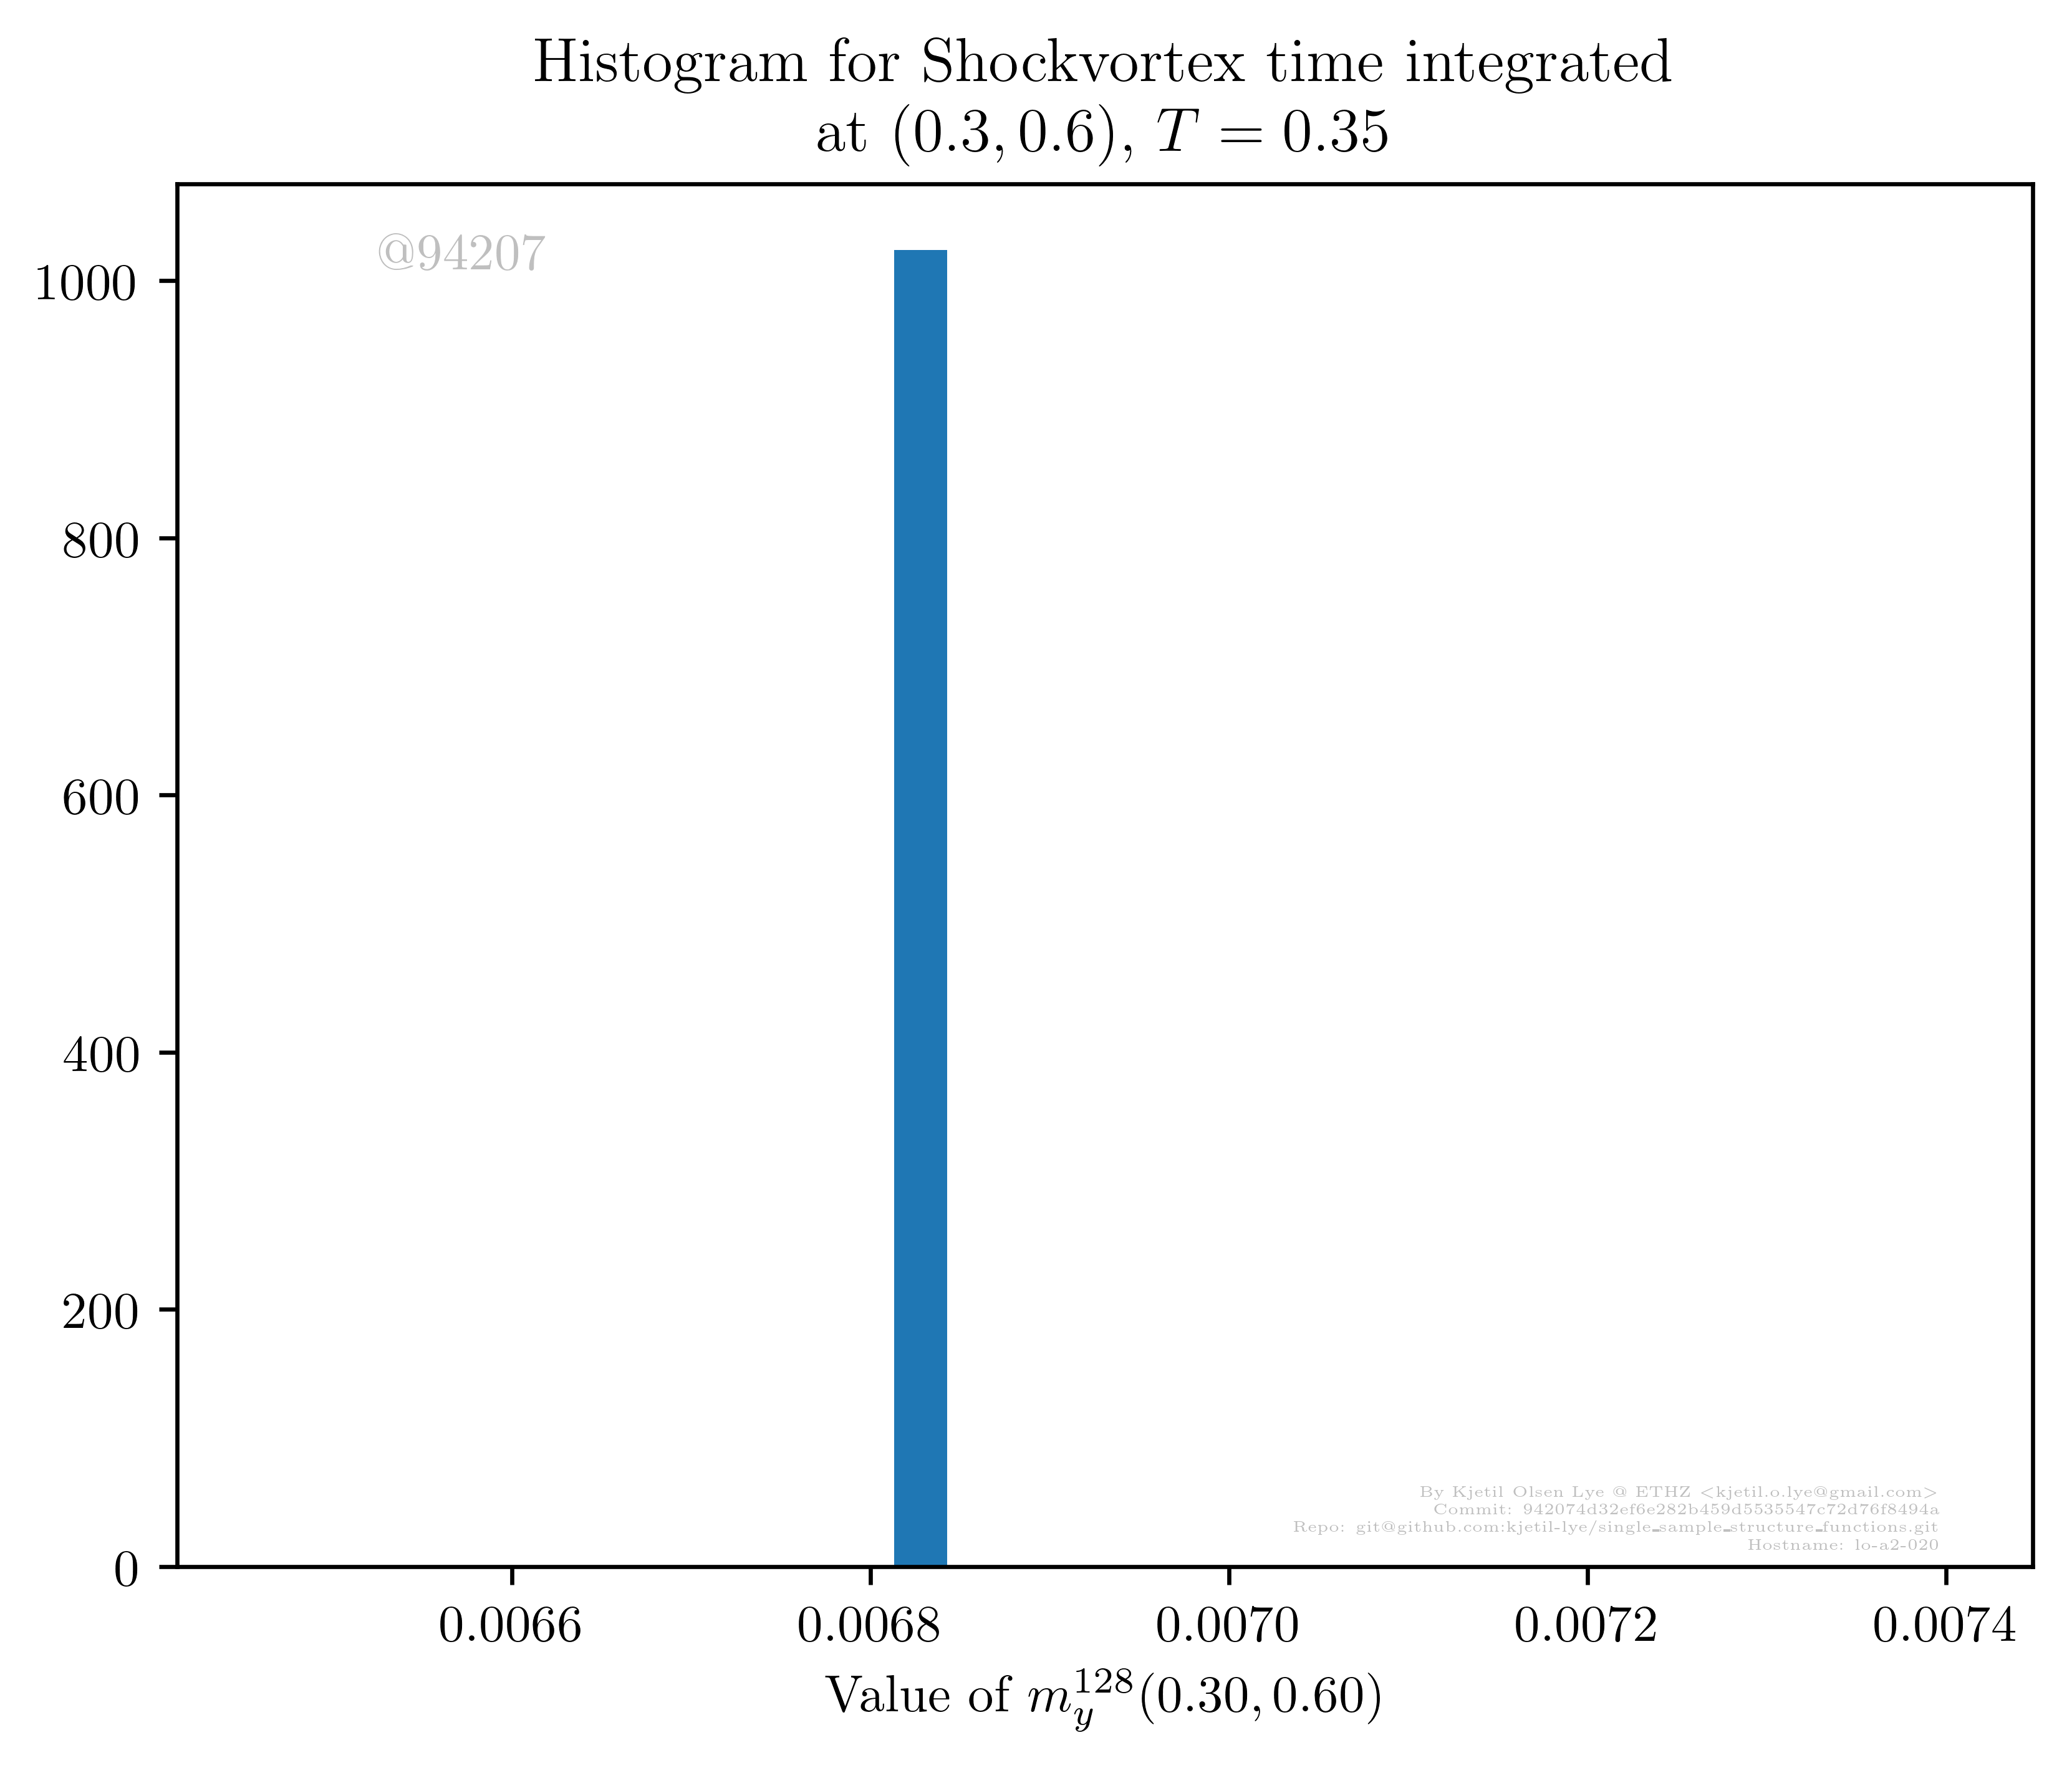 Histogram for Shockvortex time integrated
at (0.3, 0.6), T = 0.35
@94207
1000
800
600
400
200
0
By Kjetil Olsen Lye @ ETHZ <kjetil.o.lye@gmail.com>
Commit: 942074d32ef6e282b459d5535547c72d76f8494a
Repo: git@github.com:kjetil-lye/single_sample_structure_functions.git
Hostname: lo-a2-020
0.0066 0.0068 0.0070 0.0072 0.0074
Value of m_y^128(0.30, 0.60)